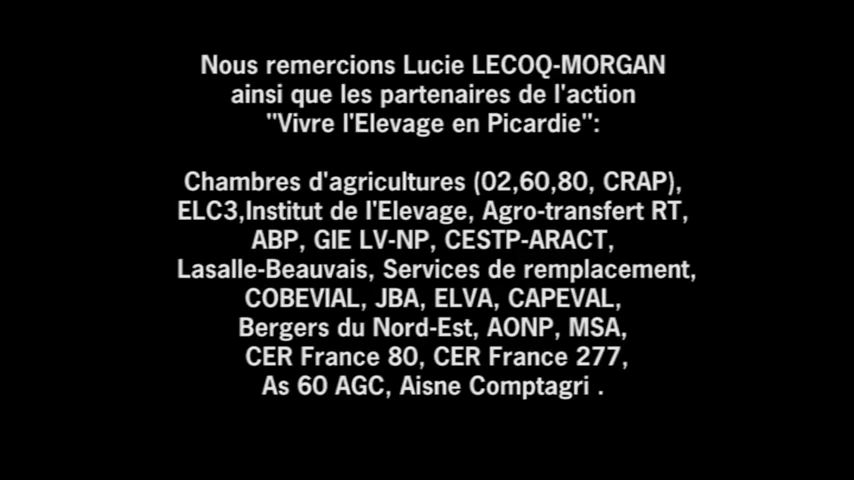 Nous remercions Lucie LECOQ-MORGAN
ainsi que les partenaires de l'action
"Vivre l'Elevage en Picardie":
Chambres d'agricultures (02,60,80, CRAP),
ELC3,Institut de l'Elevage, Agro-transfert RT,
ABP, GIE LV-NP, CESTP-ARACT,
Lasalle-Beauvais, Services de remplacement,
COBEVIAL, JBA, ELVA, CAPEVAL,
Bergers du Nord-Est, AONP, MSA,
CER France 80, CER France 277,
As 60 AGC, Aisne Comptagri .